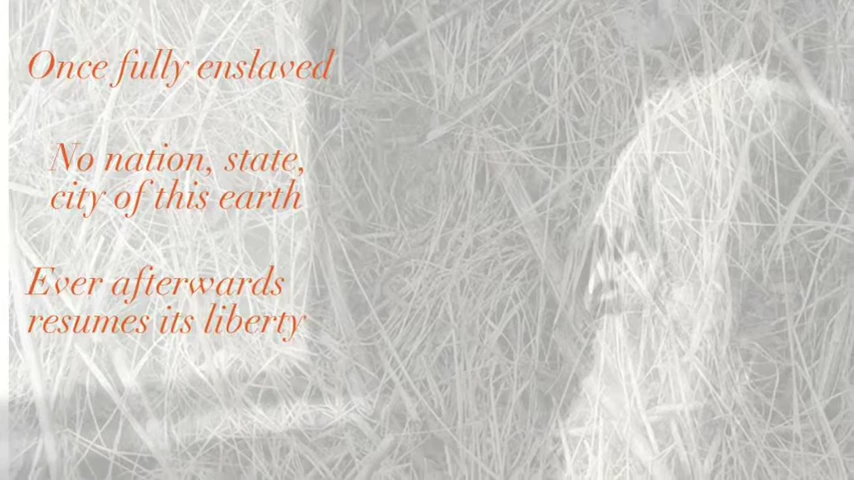 Once fully enslaved
No nation, state,
city of this earth
Ever afterwards
resumes its liberty